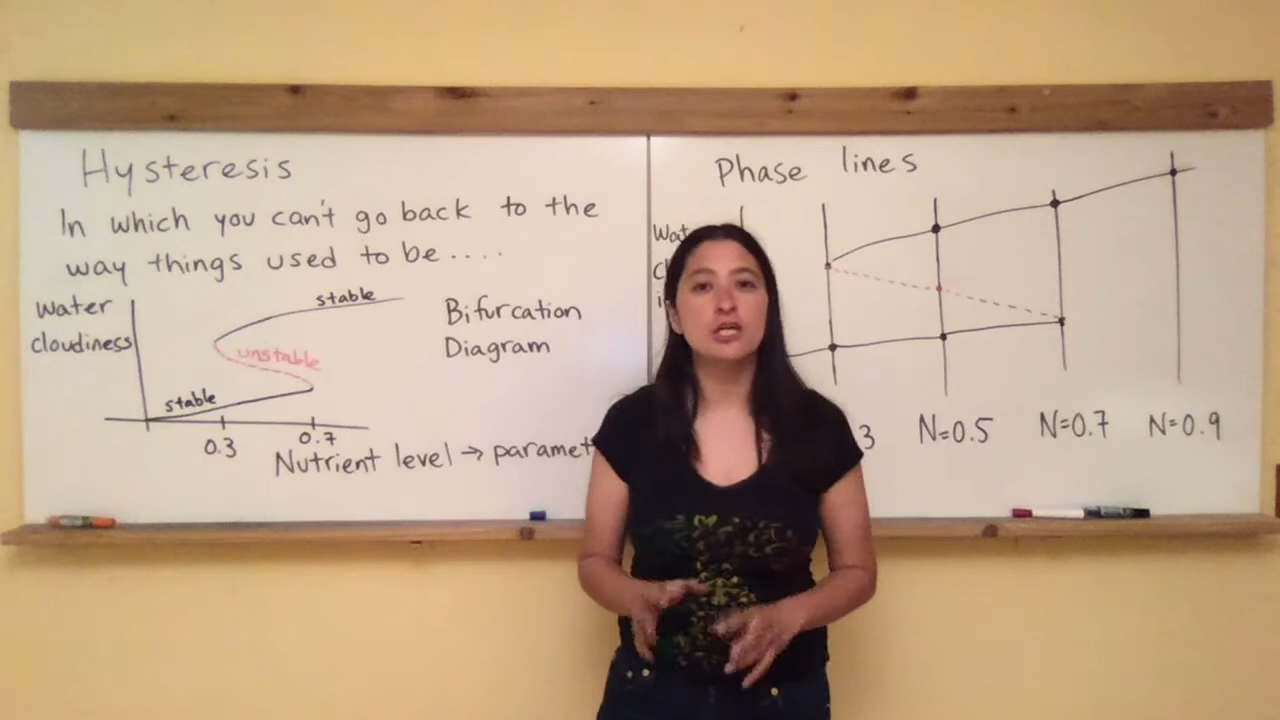 Hysteresis
In which you can't go back to the
way things used to be....
Water
cloudiness
stable
unstable
stable
0.3
0.7
Nutrient level →
Bifurcation
Diagram
Phase lines
N=0.5
N=0.7
N=0.9